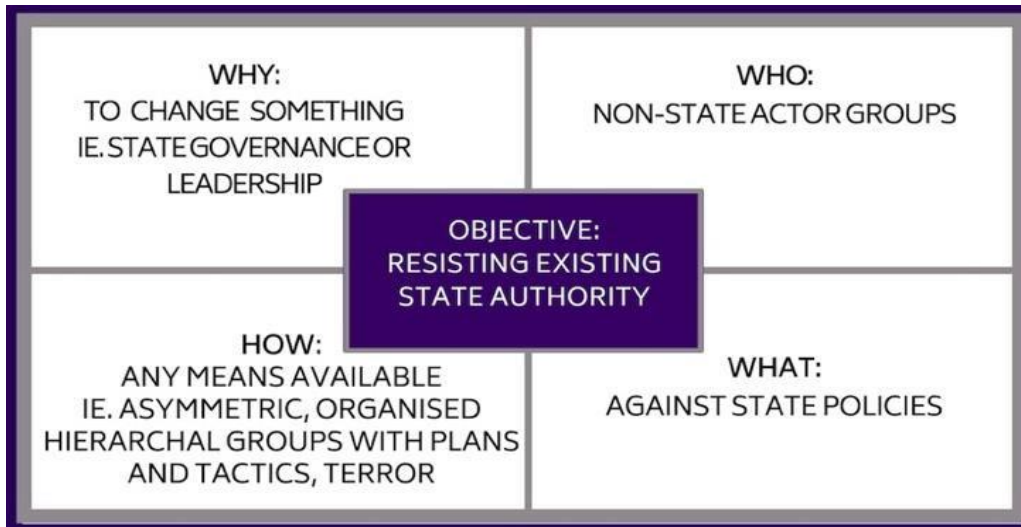 WHY:
TO CHANGE SOMETHING
IE. STATE GOVERNANCE OR
LEADERSHIP
WHO:
NON-STATE ACTOR GROUPS
OBJECTIVE:
RESISTING EXISTING
STATE AUTHORITY
HOW:
ANY MEANS AVAILABLE
IE. ASYMMETRIC, ORGANISED
HIERARCHAL GROUPS WITH PLANS
AND TACTICS, TERROR
WHAT:
AGAINST STATE POLICIES